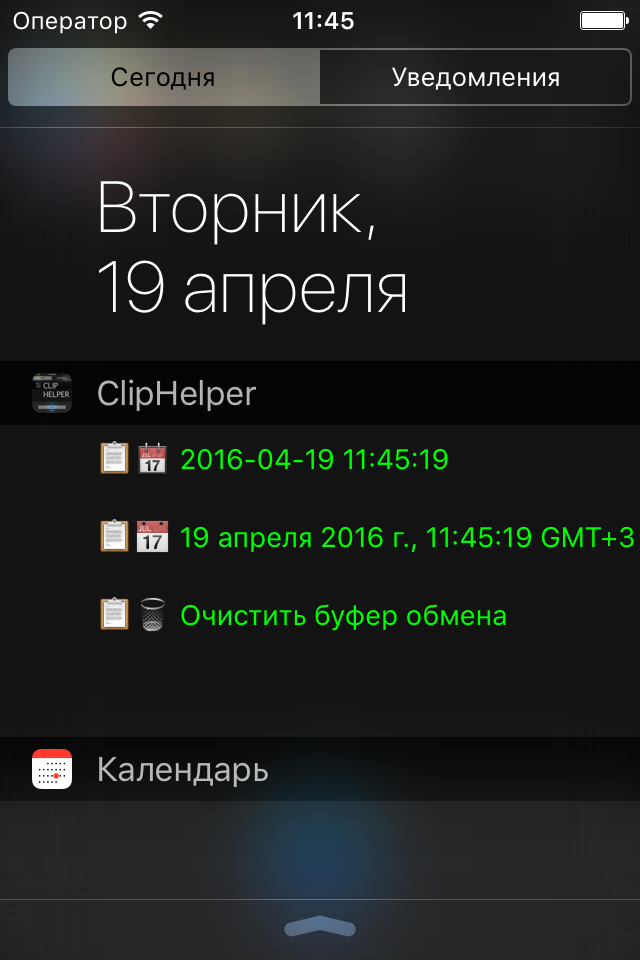 Оператор 11:45
Сегодня Уведомления
Вторник,
19 апреля
CLIP
HELPER
ClipHelper
JUL 17 2016-04-19 11:45:19
JUL 17 19 апреля 2016 г., 11:45:19 GMT+3
Очистить буфер обмена
Календарь